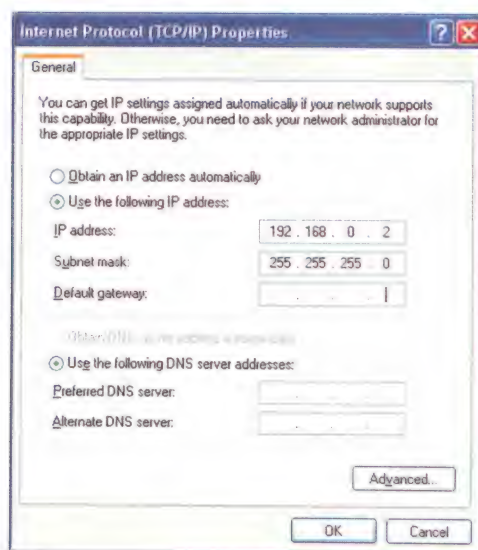 Internet Protocol (TCP/IP) Properties
General
You can get IP settings assigned automatically if your network supports
this capability. Otherwise, you need to ask your network administrator for
the appropriate IP settings.
Obtain an IP address automatically
Use the following IP address:
IP address: 192 . 168 . 0 . 2
Subnet mask: 255 . 255 . 255 . 0
Default gateway: . . .
Obtain DNS
Use the following DNS server addresses:
Preferred DNS server: . . .
Alternate DNS server: . . .
Advanced...
OK Cancel